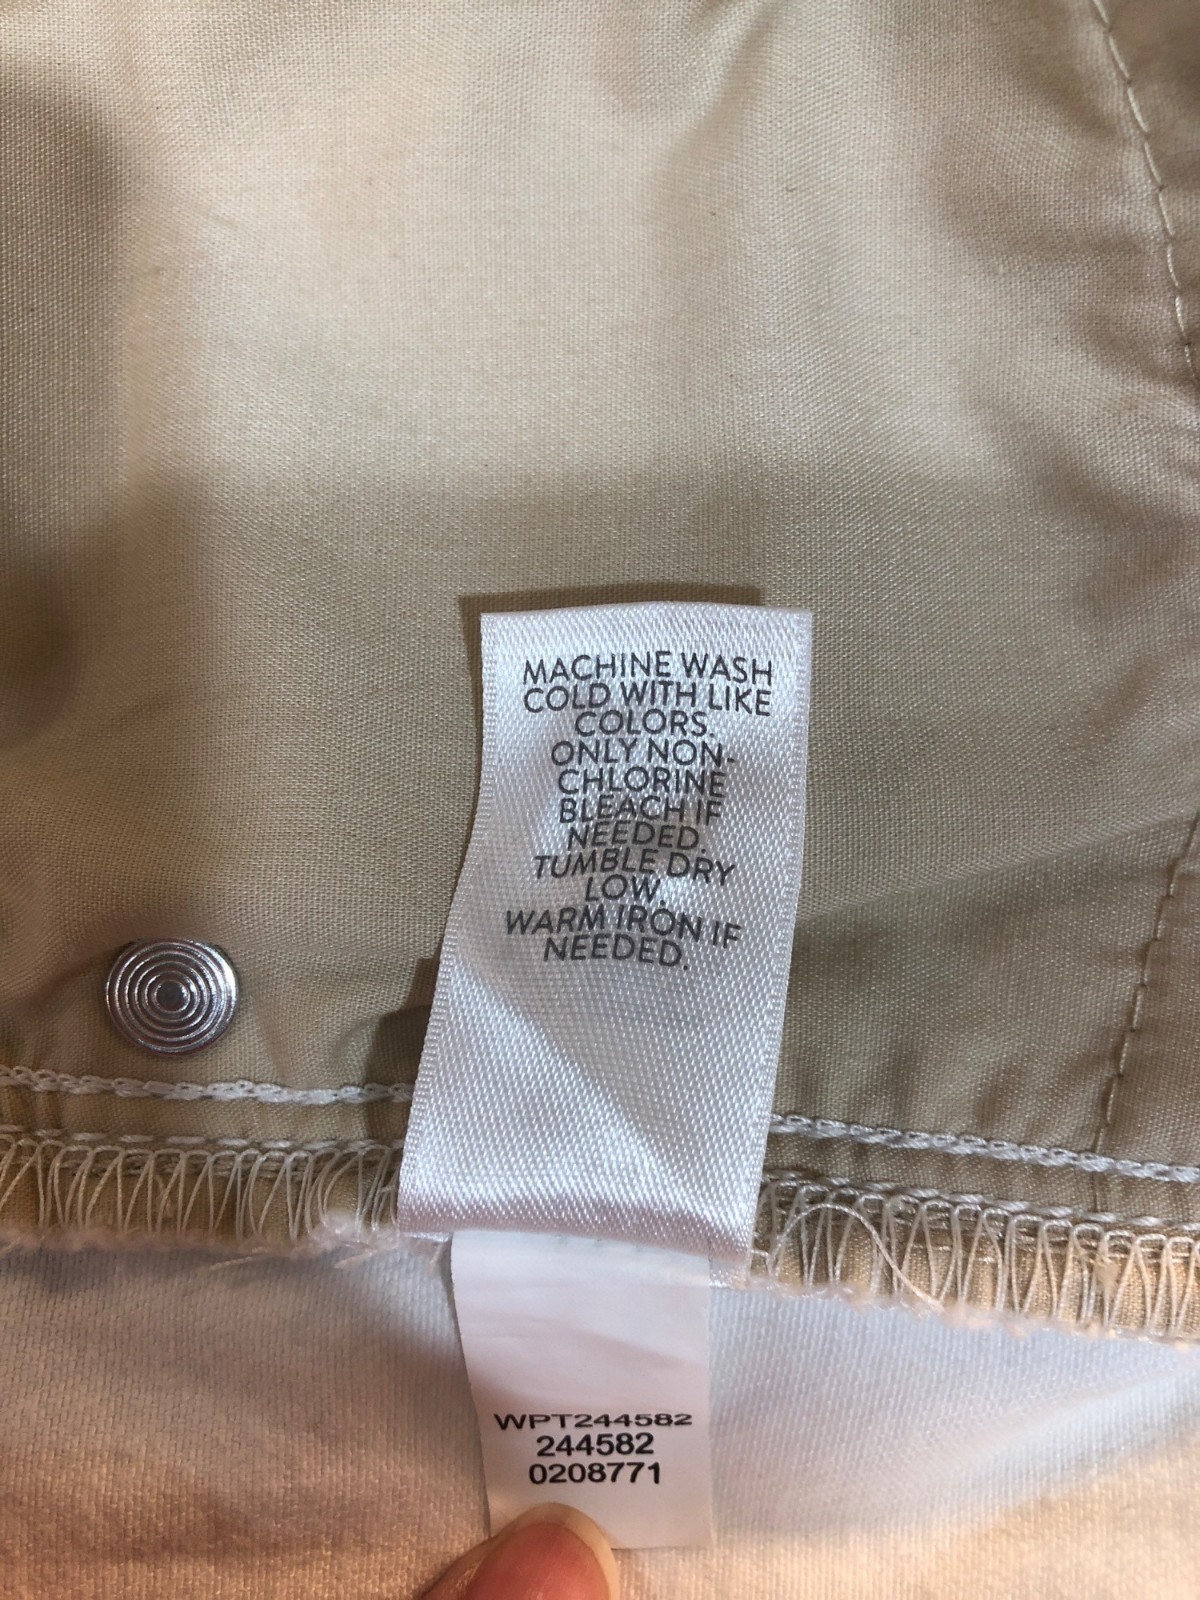 MACHINE WASH
COLD WITH LIKE
COLORS.
ONLY NON-
CHLORINE
BLEACH IF
NEEDED.
TUMBLE DRY
LOW.
WARM IRON IF
NEEDED.
WPT244582
244582
0208771